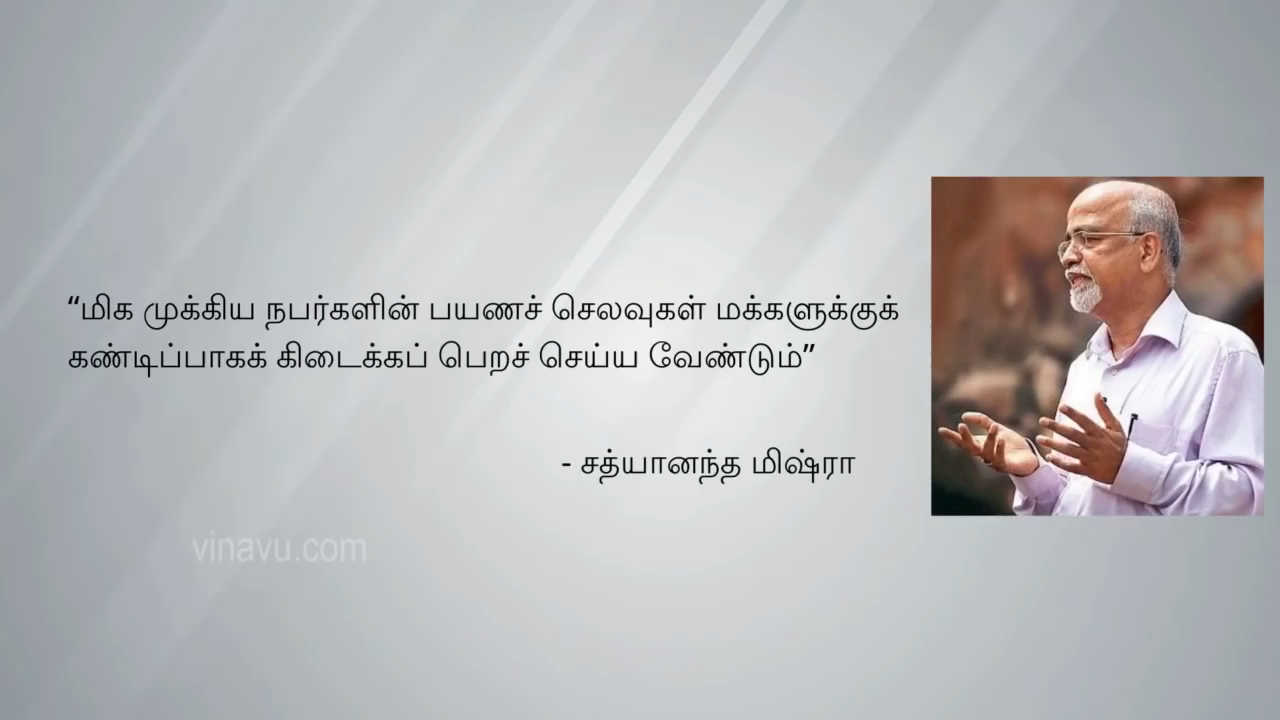 “மிக முக்கிய நபர்களின் பயணச் செலவுகள் மக்களுக்குக்
கண்டிப்பாகக் கிடைக்கப் பெறச் செய்ய வேண்டும்”
- சத்யானந்த மிஷ்ரா
vinavu.com